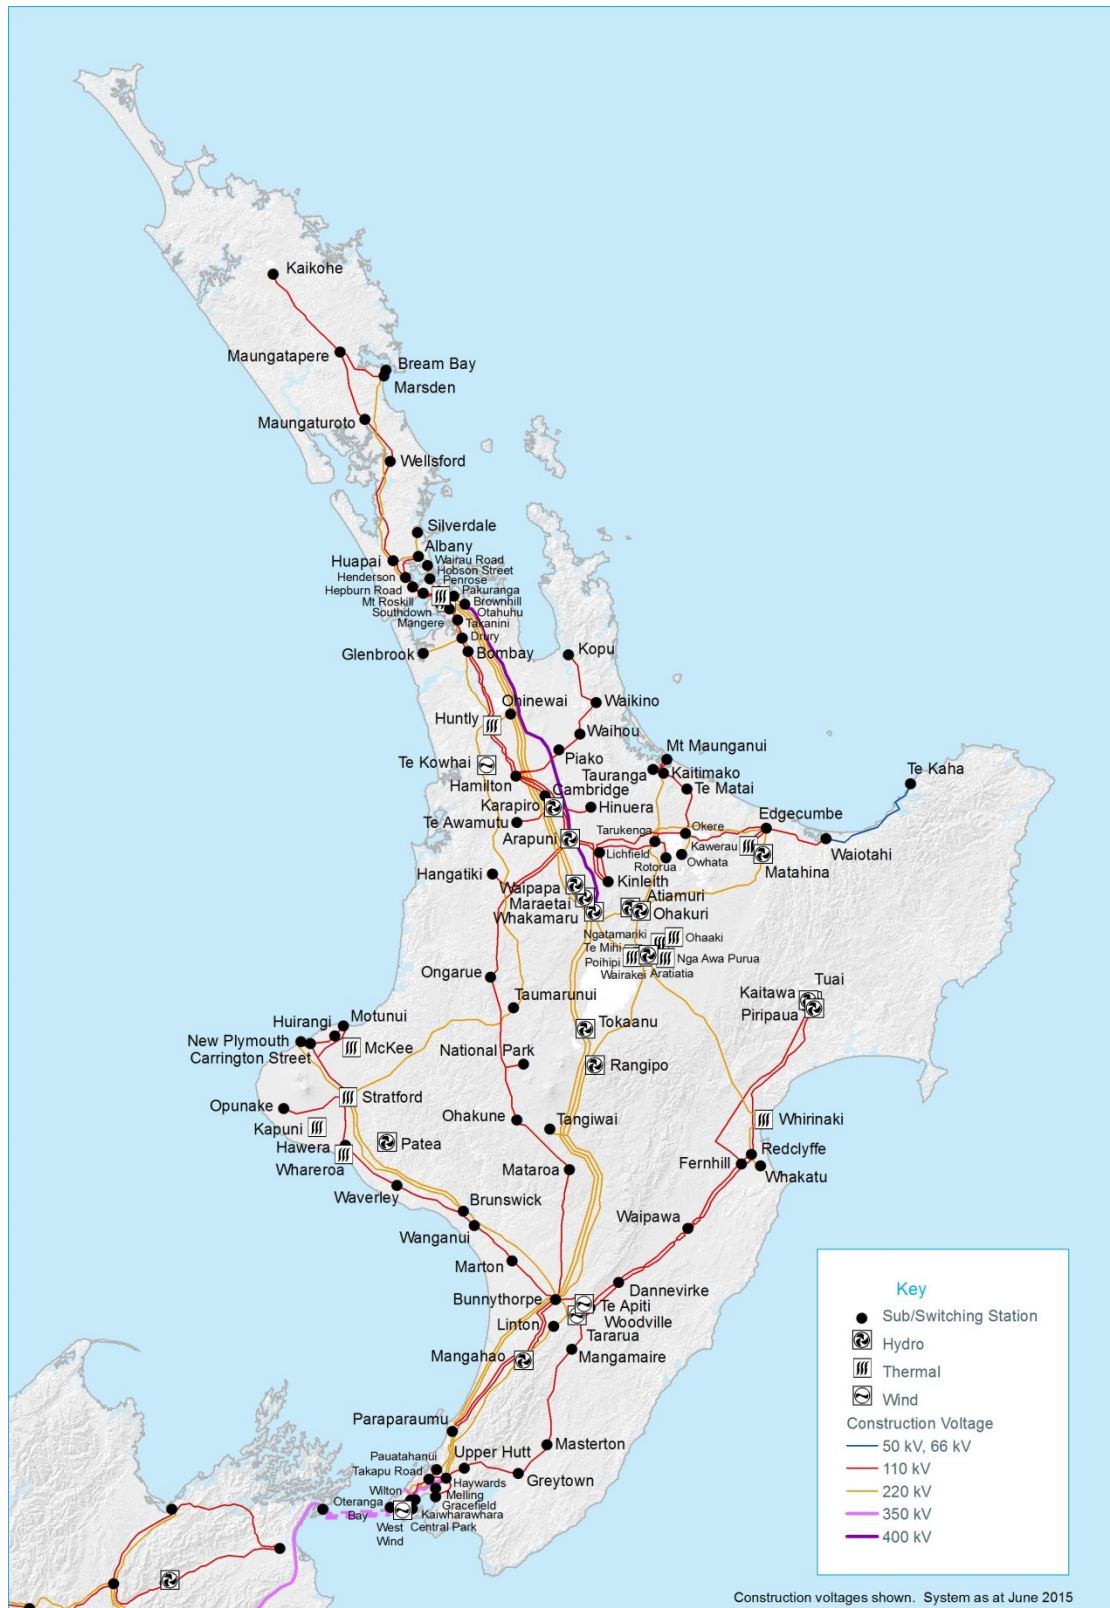 Kaikohe
Maungatapere
Bream Bay
Marsden
Maungaturoto
Wellsford
Silverdale
Albany
Huapai
Wairau Road
Hobson Street
Henderson
Penrose
Hepburn Road
Pakuranga
Mt Roskill
Brownhill
Southdown
Otahuhu
Mangere
Takanini
Drury
Glenbrook
Bombay
Kopu
Ohinewai
Waikino
Huntly
Waihou
Mt Maunganui
Te Kowhai
Piako
Tauranga
Kaitimako
Te Kaha
Hamilton
Cambridge
Te Matai
Karapiro
Hinuera
Edgecumbe
Te Awamutu
Okere
Arapuni
Tarukenga
Kawerau
Waiotahi
Lichfield
Rotorua
Owhata
Matahina
Hangatiki
Kinleith
Waipapa
Atiamuri
Maraetai
Whakamaru
Ohakuri
Ngatamariki
Ohaaki
Te Mihi
Poihipi
Nga Awa Purua
Wairakei
Aratiatia
Ongarue
Tuai
Kaitawa
Piripaua
Taumarunui
Motunui
Huirangi
Tokaanu
New Plymouth
McKee
Carrington Street
National Park
Rangipo
Stratford
Opunake
Ohakune
Tangiwai
Whirinaki
Kapuni
Patea
Hawera
Redclyffe
Whareroa
Fernhill
Whakatu
Mataroa
Waverley
Brunswick
Waipawa
Wanganui
Marton
Dannevirke
Bunnythorpe
Te Apiti
Woodville
Linton
Tararua
Mangahao
Mangamaire
Paraparaumu
Masterton
Upper Hutt
Pauatahanui
Takapu Road
Greytown
Haywards
Wilton
Melling
Oteranga
Bay
Gracefield
Kaiwharawhara
West
Wind
Central Park
Key
Sub/Switching Station
Hydro
Thermal
Wind
Construction Voltage
50 kV, 66 kV
110 kV
220 kV
350 kV
400 kV
Construction voltages shown. System as at June 2015